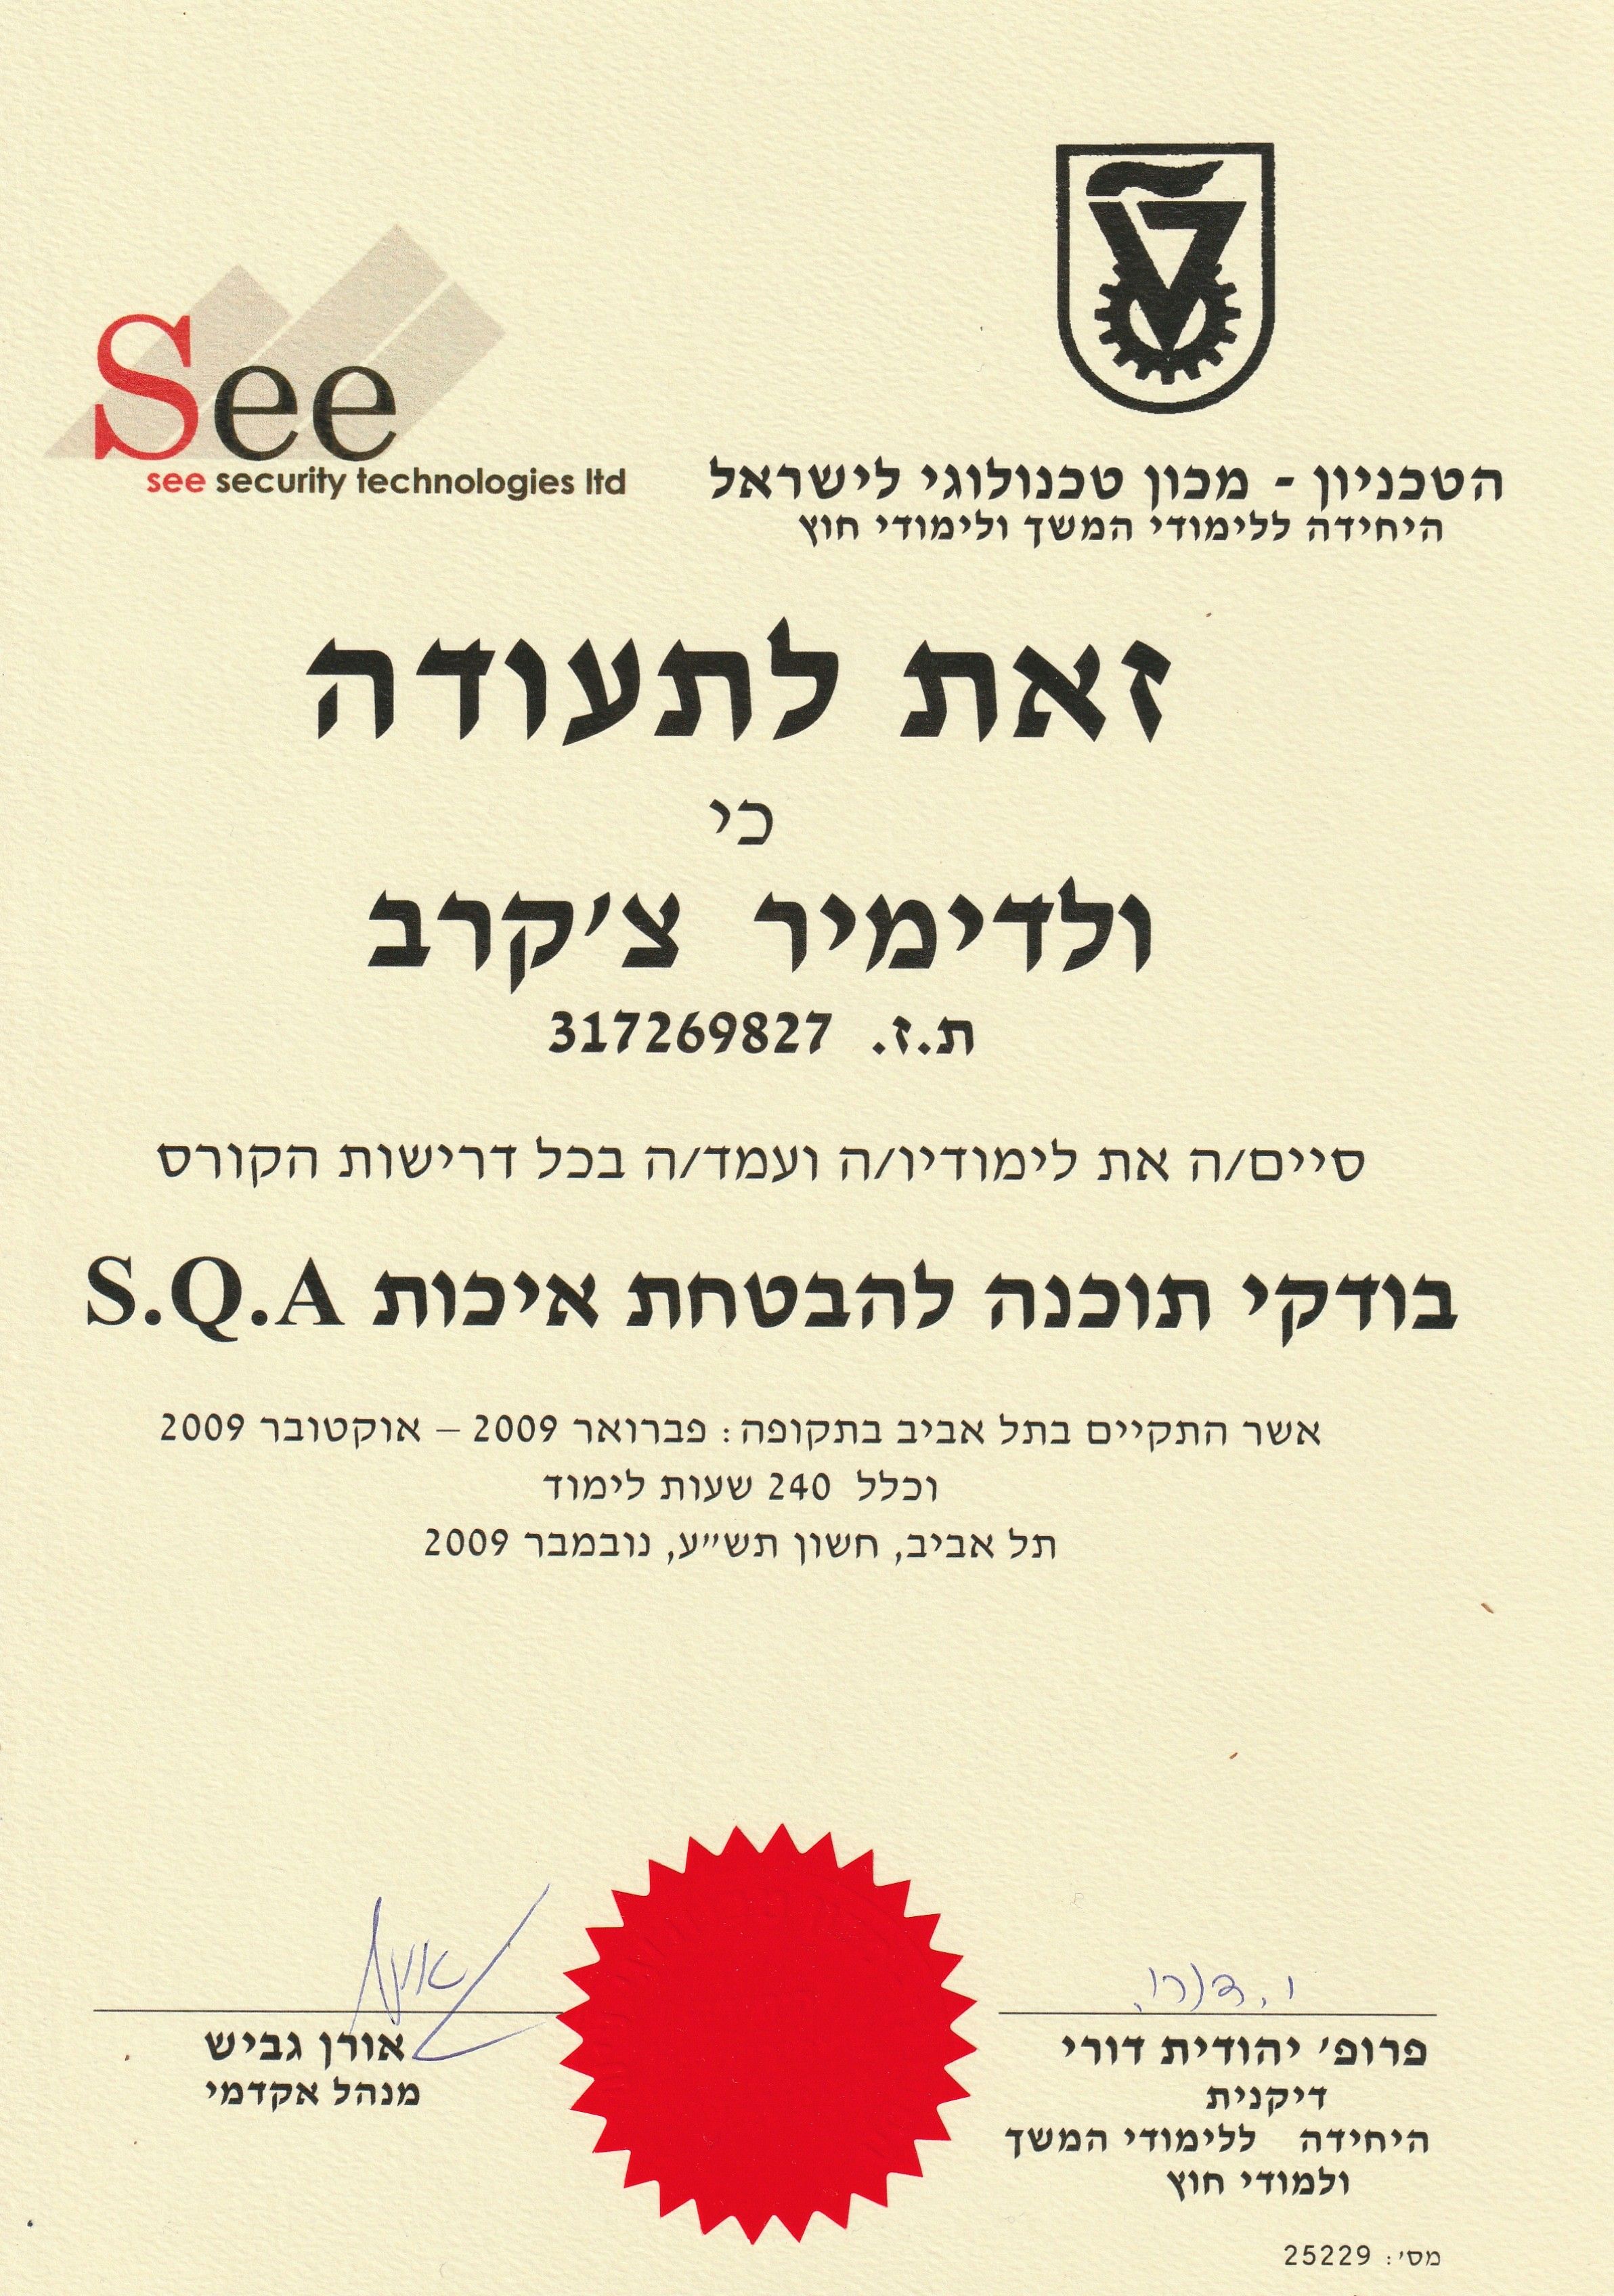 See
see security technologies ltd
הטכניון - מכון טכנולוגי לישראל
היחידה ללימודי המשך ולימודי חוץ
זאת לתעודה
כי
ולדימיר צ'קרב
ת.ז. 317269827
סיים/ה את לימודיו/ה ועמד/ה בכל דרישות הקורס
בודקי תוכנה להבטחת איכות S.Q.A
אשר התקיים בתל אביב בתקופה: פברואר 2009 – אוקטובר 2009
וכלל 240 שעות לימוד
תל אביב, חשון תש"ע, נובמבר 2009
י. דורי
פרופ' יהודית דורי
דיקנית
היחידה ללימודי המשך
ולמודי חוץ
אורן גביש
מנהל אקדמי
מס': 25229